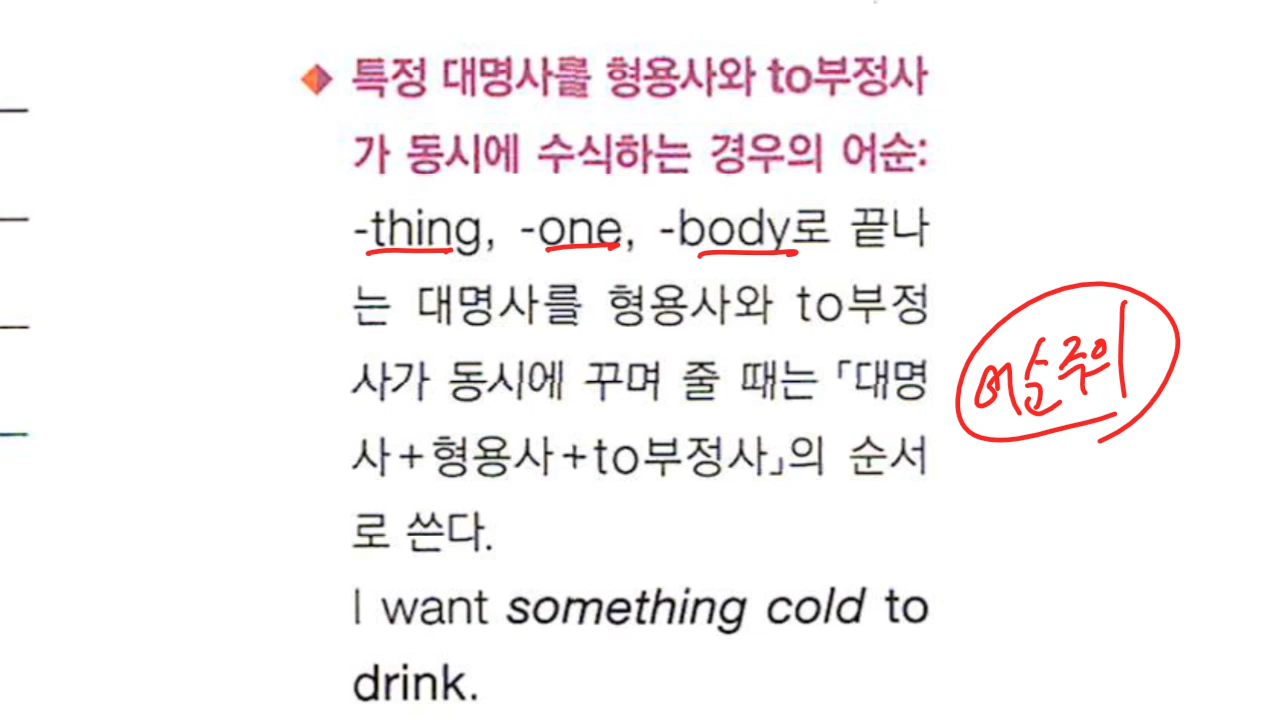 ◆ 특정 대명사를 형용사와 to부정사
가 동시에 수식하는 경우의 어순:
-thing, -one, -body로 끝나
는 대명사를 형용사와 to부정
사가 동시에 꾸며 줄 때는 「대명
사+형용사+to부정사」의 순서
로 쓴다.
I want something cold to
drink.
어순주의